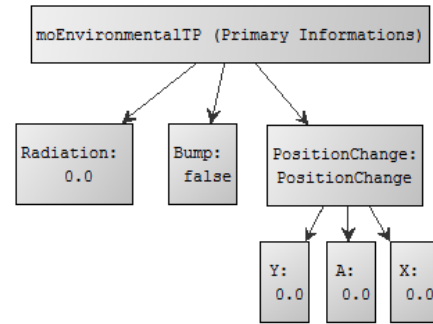 moEnvironmentalTP (Primary Informations)
Radiation:
0.0
Bump:
false
PositionChange:
PositionChange
Y:
0.0
A:
0.0
X:
0.0